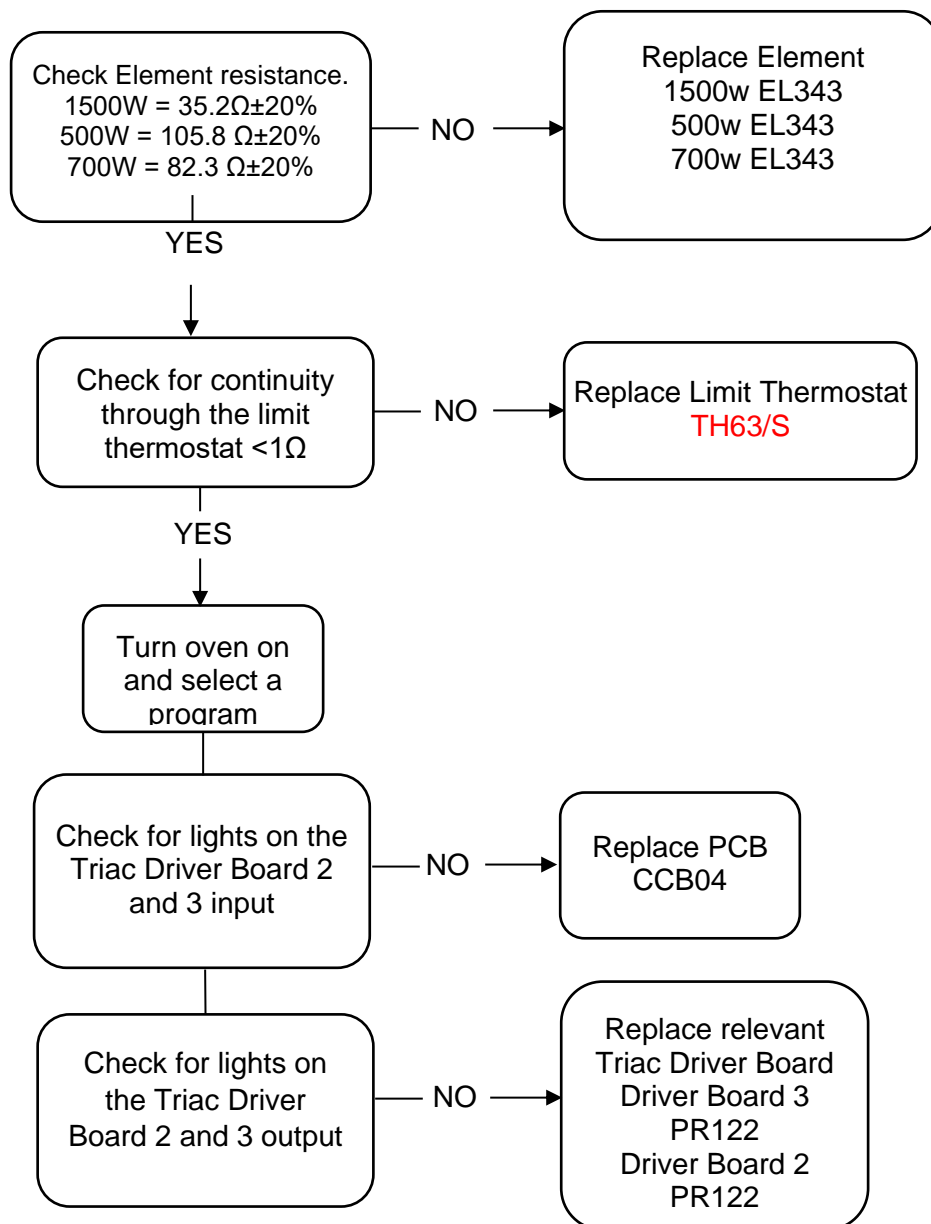 Check Element resistance.
1500W = 35.2Ω±20%
500W = 105.8 Ω±20%
700W = 82.3 Ω±20%
NO
Replace Element
1500w EL343
500w EL343
700w EL343
YES
Check for continuity
through the limit
thermostat <1Ω
NO
Replace Limit Thermostat
TH63/S
YES
Turn oven on
and select a
program
Check for lights on the
Triac Driver Board 2
and 3 input
NO
Replace PCB
CCB04
Check for lights on
the Triac Driver
Board 2 and 3 output
NO
Replace relevant
Triac Driver Board
Driver Board 3
PR122
Driver Board 2
PR122